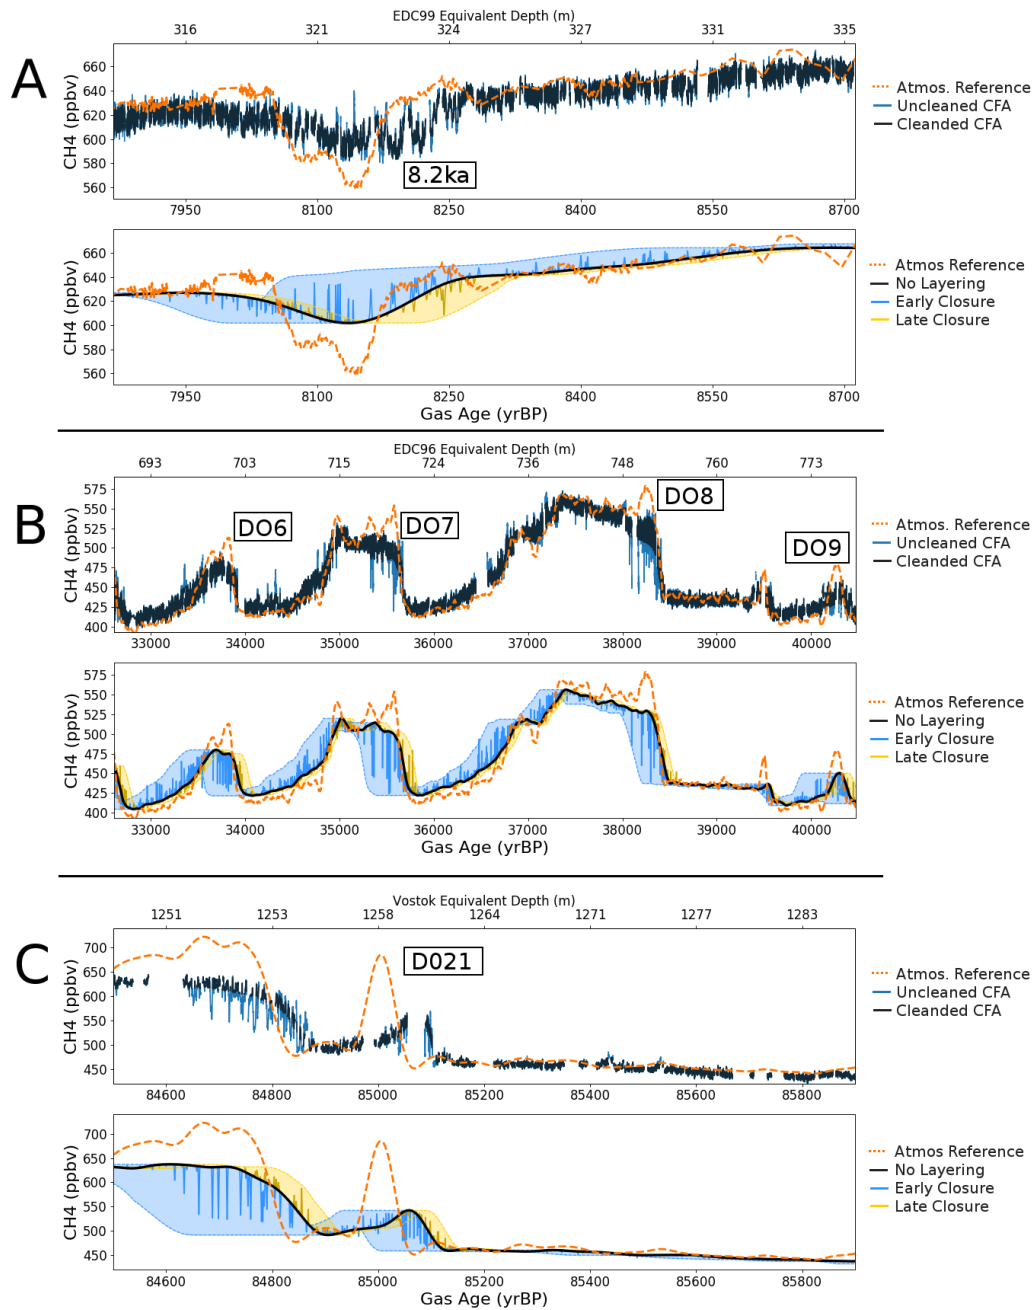 EDC99 Equivalent Depth (m)
316 321 324 327 331 335
A
CH4 (ppbv)
660
640
620
600
580
560
8.2ka
7950 8100 8250 8400 8550 8700
Atmos. Reference
Uncleaned CFA
Cleanded CFA
CH4 (ppbv)
660
640
620
600
580
560
7950 8100 8250 8400 8550 8700
Gas Age (yrBP)
Atmos Reference
No Layering
Early Closure
Late Closure
EDC96 Equivalent Depth (m)
693 703 715 724 736 748 760 773
B
CH4 (ppbv)
575
550
525
500
475
450
425
400
DO6
DO7
DO8
DO9
33000 34000 35000 36000 37000 38000 39000 40000
Atmos. Reference
Uncleaned CFA
Cleanded CFA
CH4 (ppbv)
575
550
525
500
475
450
425
400
33000 34000 35000 36000 37000 38000 39000 40000
Gas Age (yrBP)
Atmos. Reference
No Layering
Early Closure
Late Closure
Vostok Equivalent Depth (m)
1251 1253 1258 1264 1271 1277 1283
C
CH4 (ppbv)
700
650
600
550
500
450
D021
84600 84800 85000 85200 85400 85600 85800
Atmos. Reference
Uncleaned CFA
Cleanded CFA
CH4 (ppbv)
700
650
600
550
500
450
84600 84800 85000 85200 85400 85600 85800
Gas Age (yrBP)
Atmos. Reference
No Layering
Early Closure
Late Closure